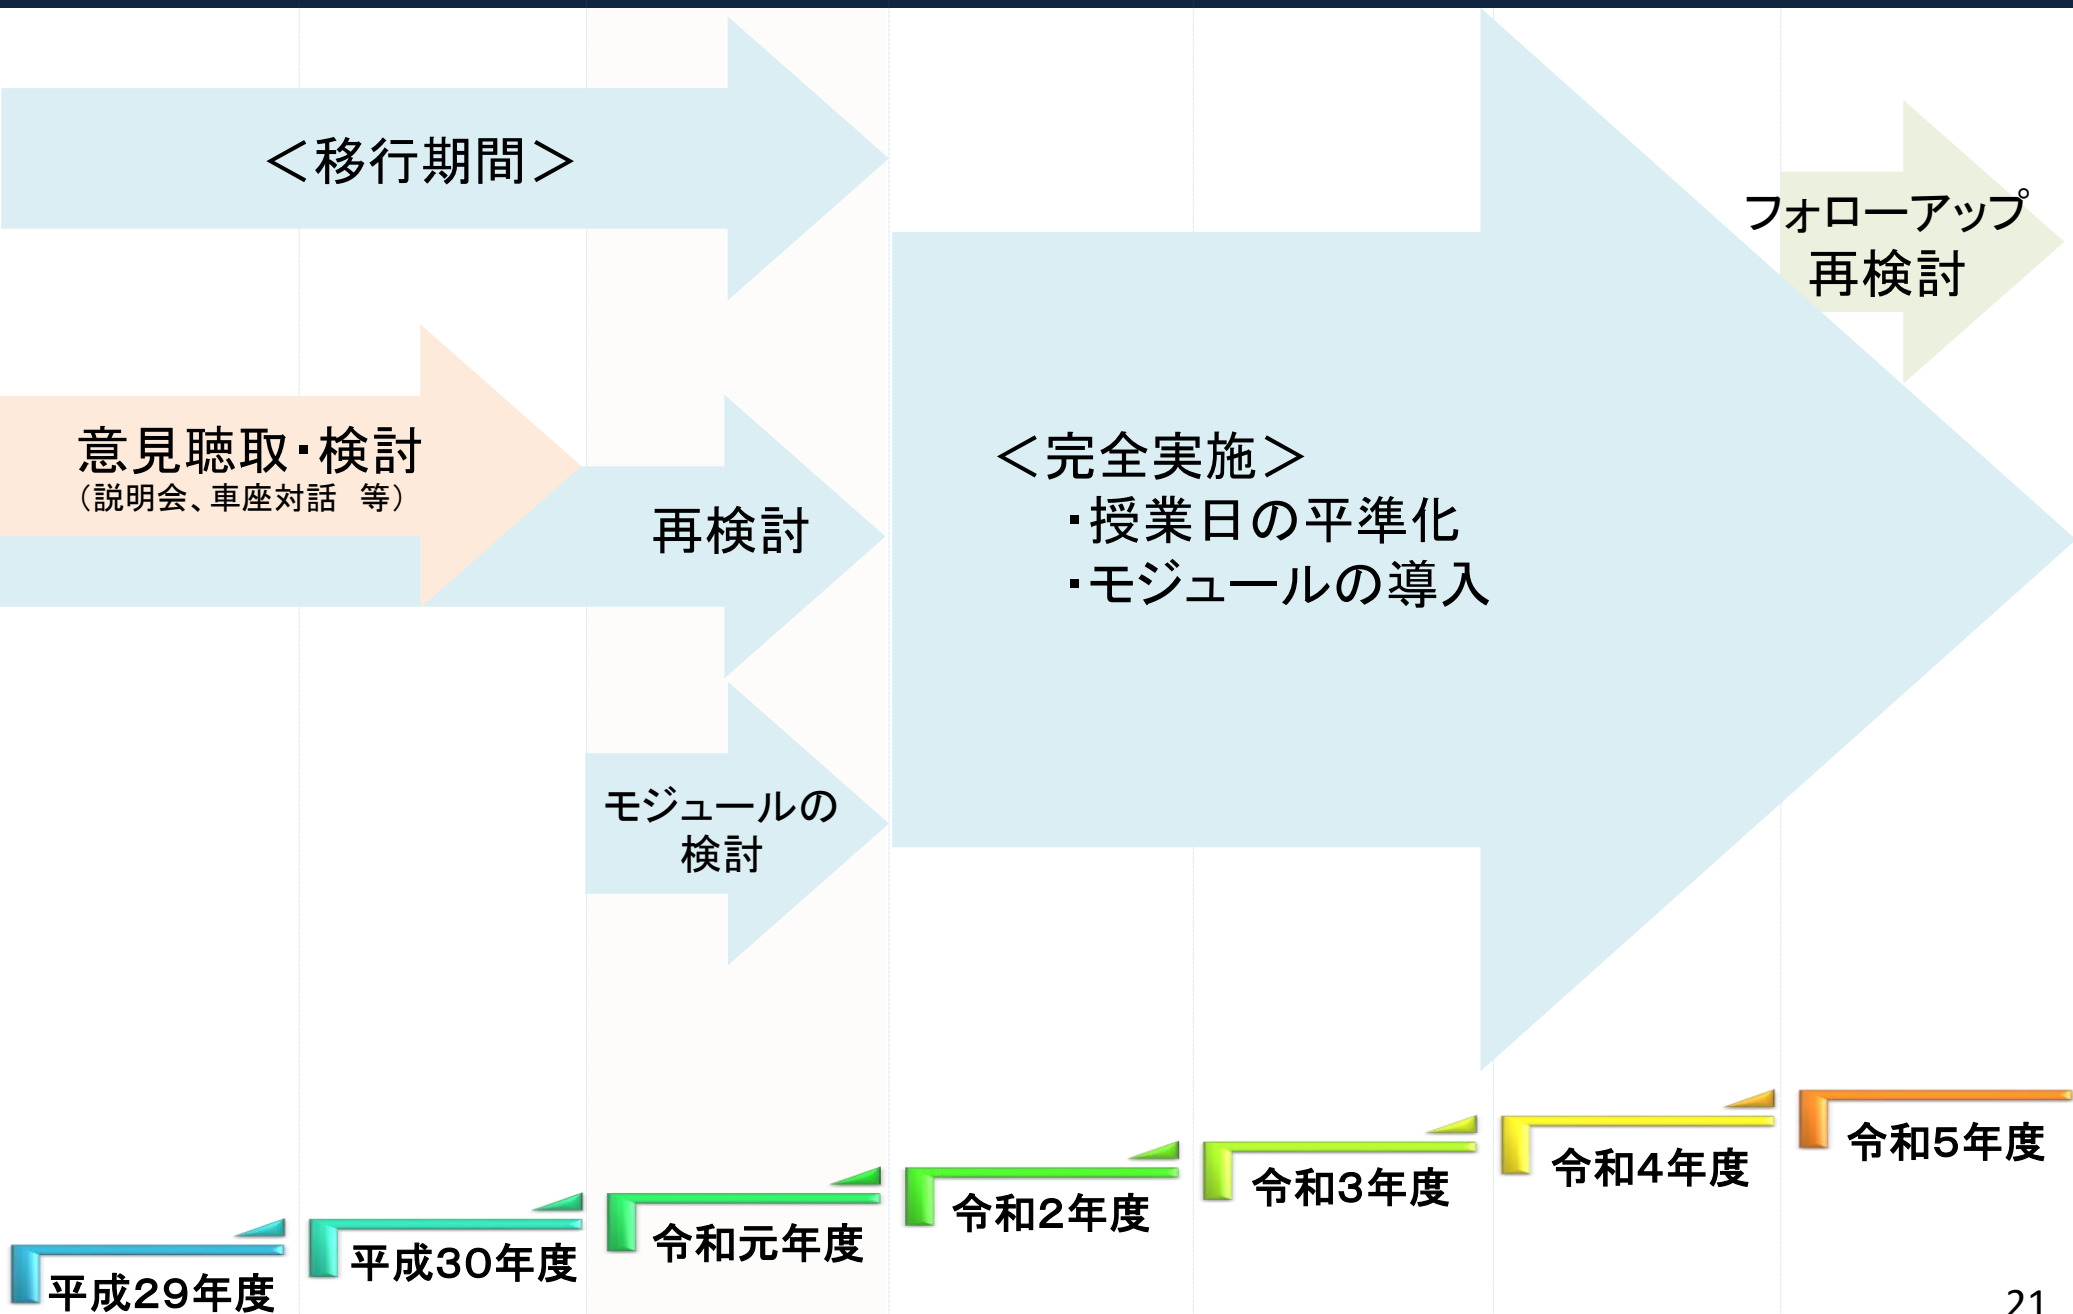 ＜移行期間＞
フォローアップ
再検討
意見聴取・検討
（説明会、車座対話　等）
再検討
＜完全実施＞
・授業日の平準化
・モジュールの導入
モジュールの
検討
平成29年度
平成30年度
令和元年度
令和2年度
令和3年度
令和4年度
令和5年度
21